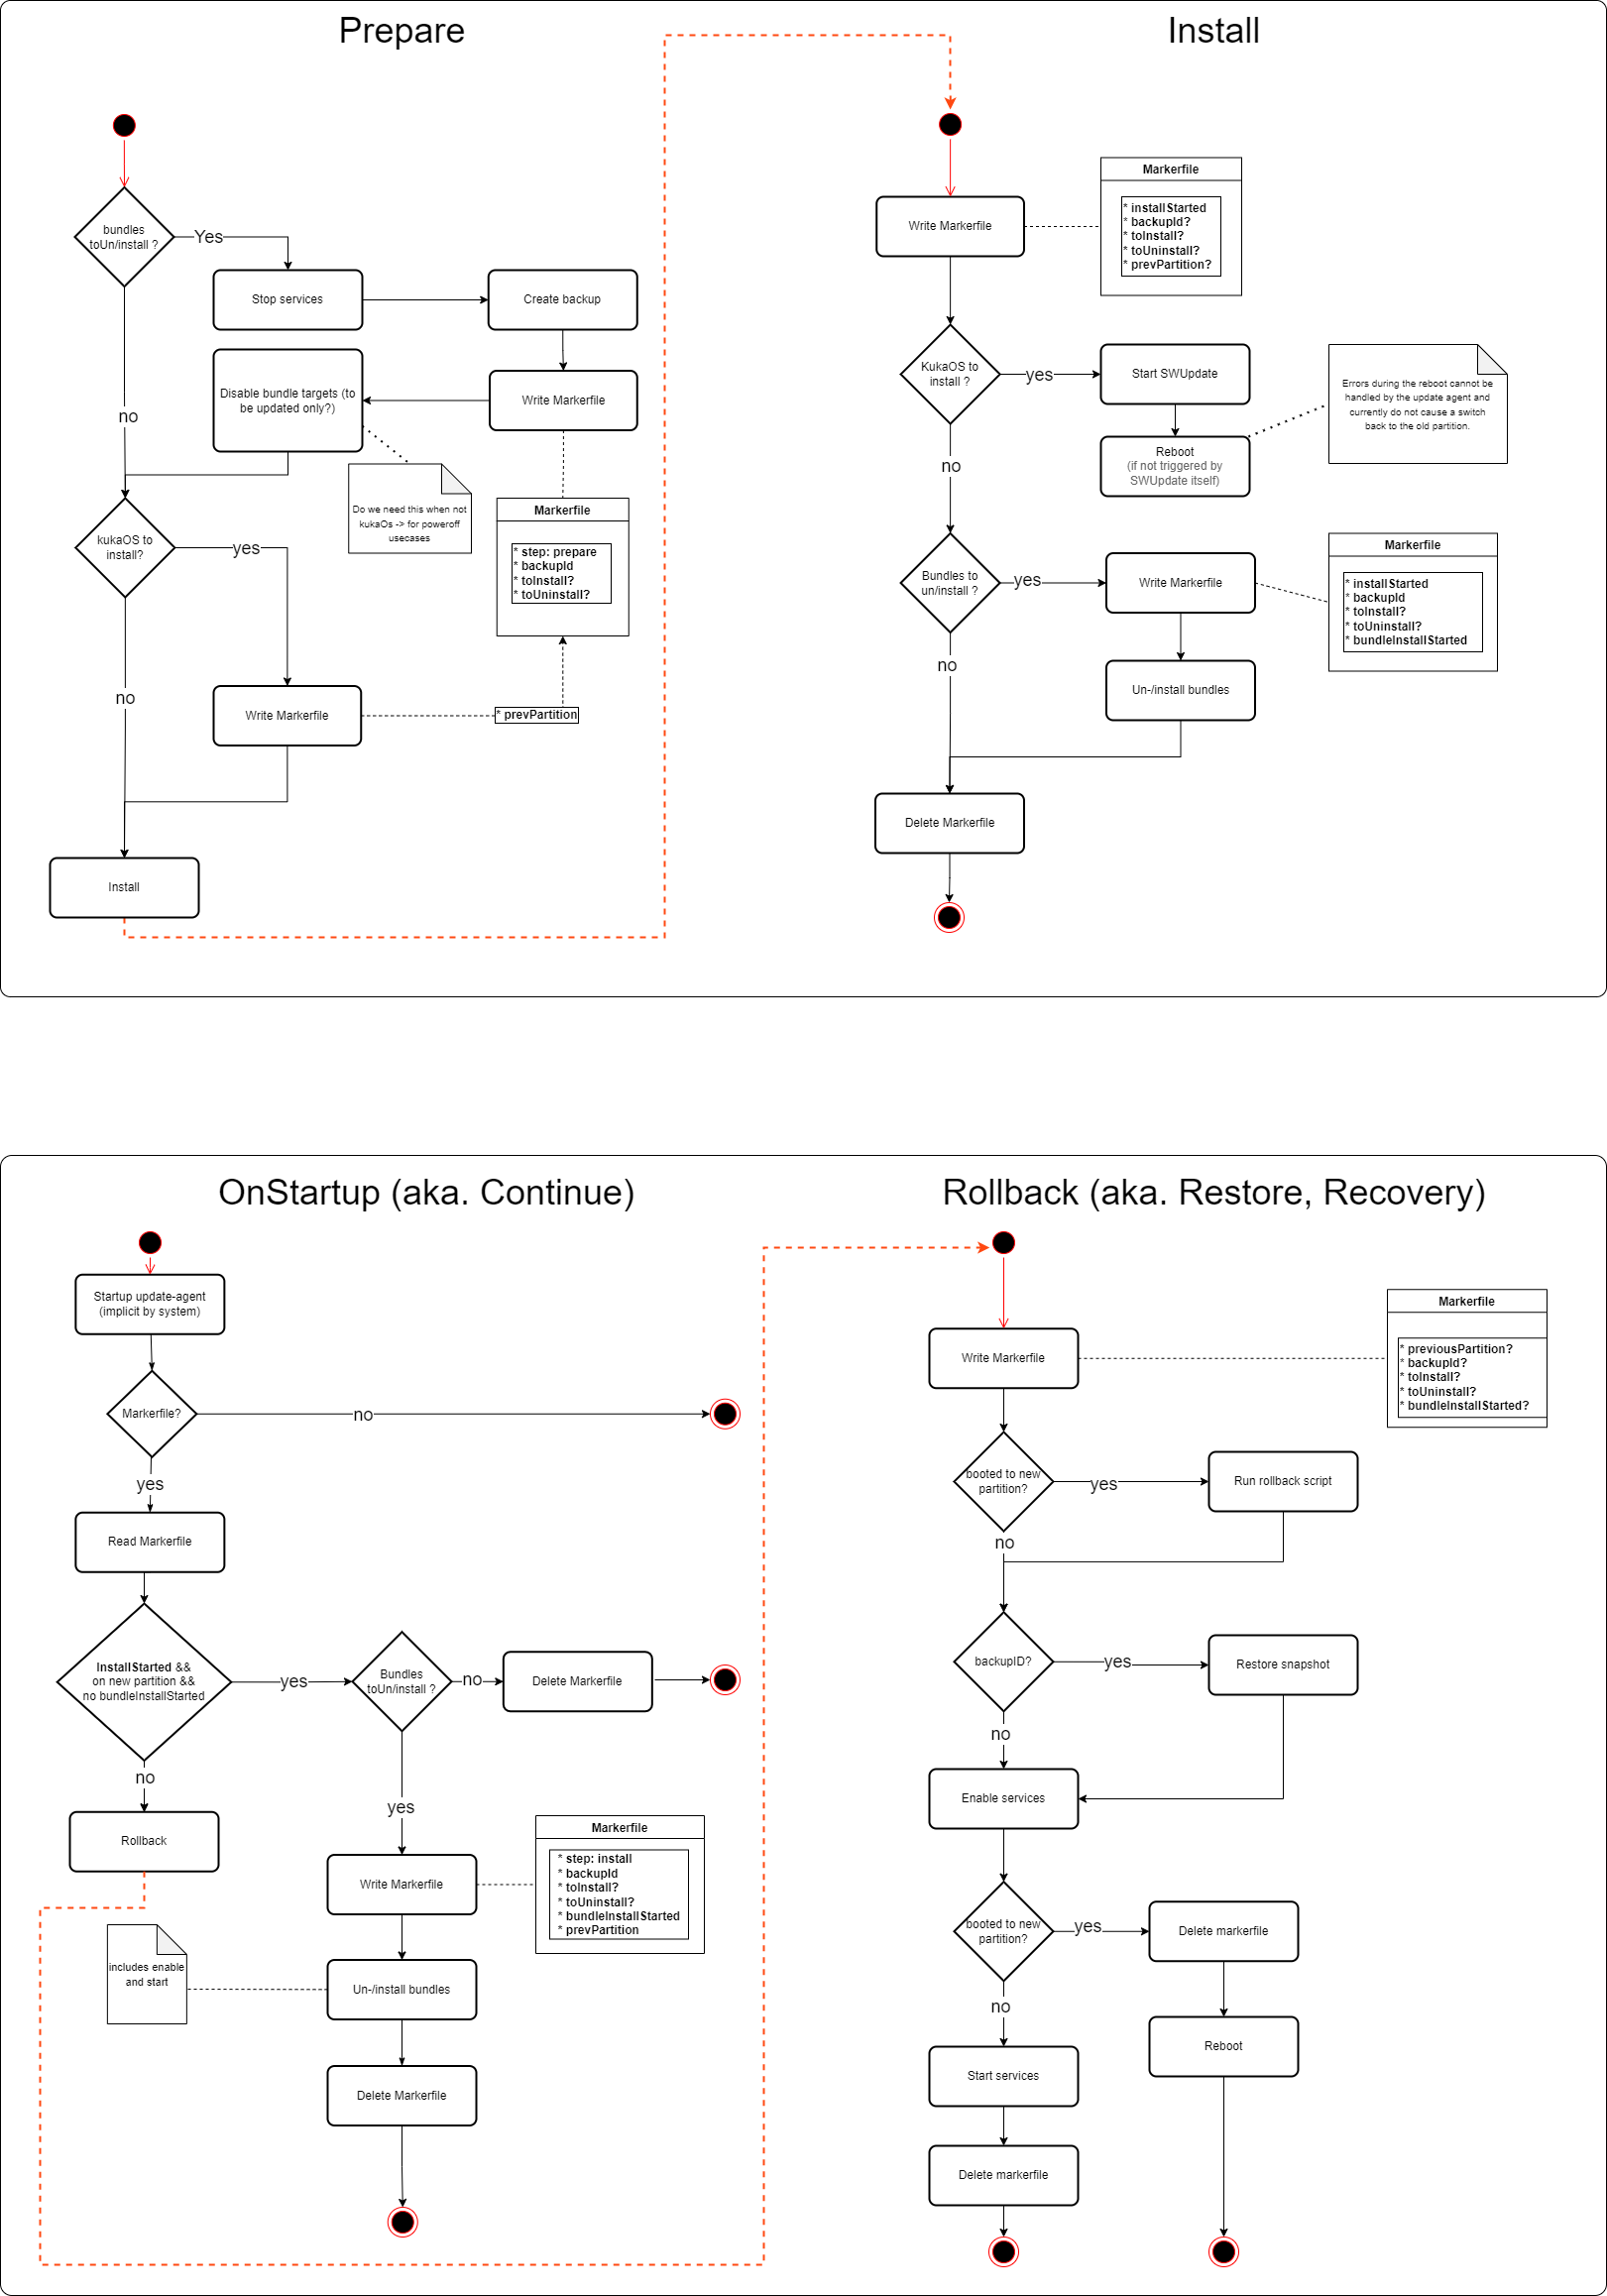 Prepare
Install
bundles
toUn/install ?
Yes
Stop services
Create backup
Disable bundle targets (to
be updated only?)
Write Markerfile
no
Do we need this when not
kukaOs -> for poweroff
usecases
Markerfile
* step: prepare
* backupId
* toInstall?
* toUninstall?
kukaOS to
install?
yes
no
Write Markerfile
* prevPartition
Install
Write Markerfile
Markerfile
* installStarted
* backupId?
* toInstall?
* toUninstall?
* prevPartition?
KukaOS to
install ?
yes
Start SWUpdate
Errors during the reboot cannot be
handled by the update agent and
currently do not cause a switch
back to the old partition.
Reboot
(if not triggered by
SWUpdate itself)
no
Bundles to
un/install ?
yes
Write Markerfile
Markerfile
* installStarted
* backupId
* toInstall?
* toUninstall?
* bundleInstallStarted
no
Un-/install bundles
Delete Markerfile
OnStartup (aka. Continue)
Rollback (aka. Restore, Recovery)
Startup update-agent
(implicit by system)
Markerfile?
no
yes
Read Markerfile
InstallStarted &&
on new partition &&
no bundleInstallStarted
yes
Bundles
toUn/install ?
no
Delete Markerfile
no
Rollback
yes
Write Markerfile
Markerfile
* step: install
* backupId
* toInstall?
* toUninstall?
* bundleInstallStarted
* prevPartition
includes enable
and start
Un-/install bundles
Delete Markerfile
Write Markerfile
Markerfile
* previousPartition?
* backupId?
* toInstall?
* toUninstall?
* bundleInstallStarted?
booted to new
partition?
yes
Run rollback script
no
backupID?
yes
Restore snapshot
no
Enable services
booted to new
partition?
yes
Delete markerfile
no
Start services
Reboot
Delete markerfile